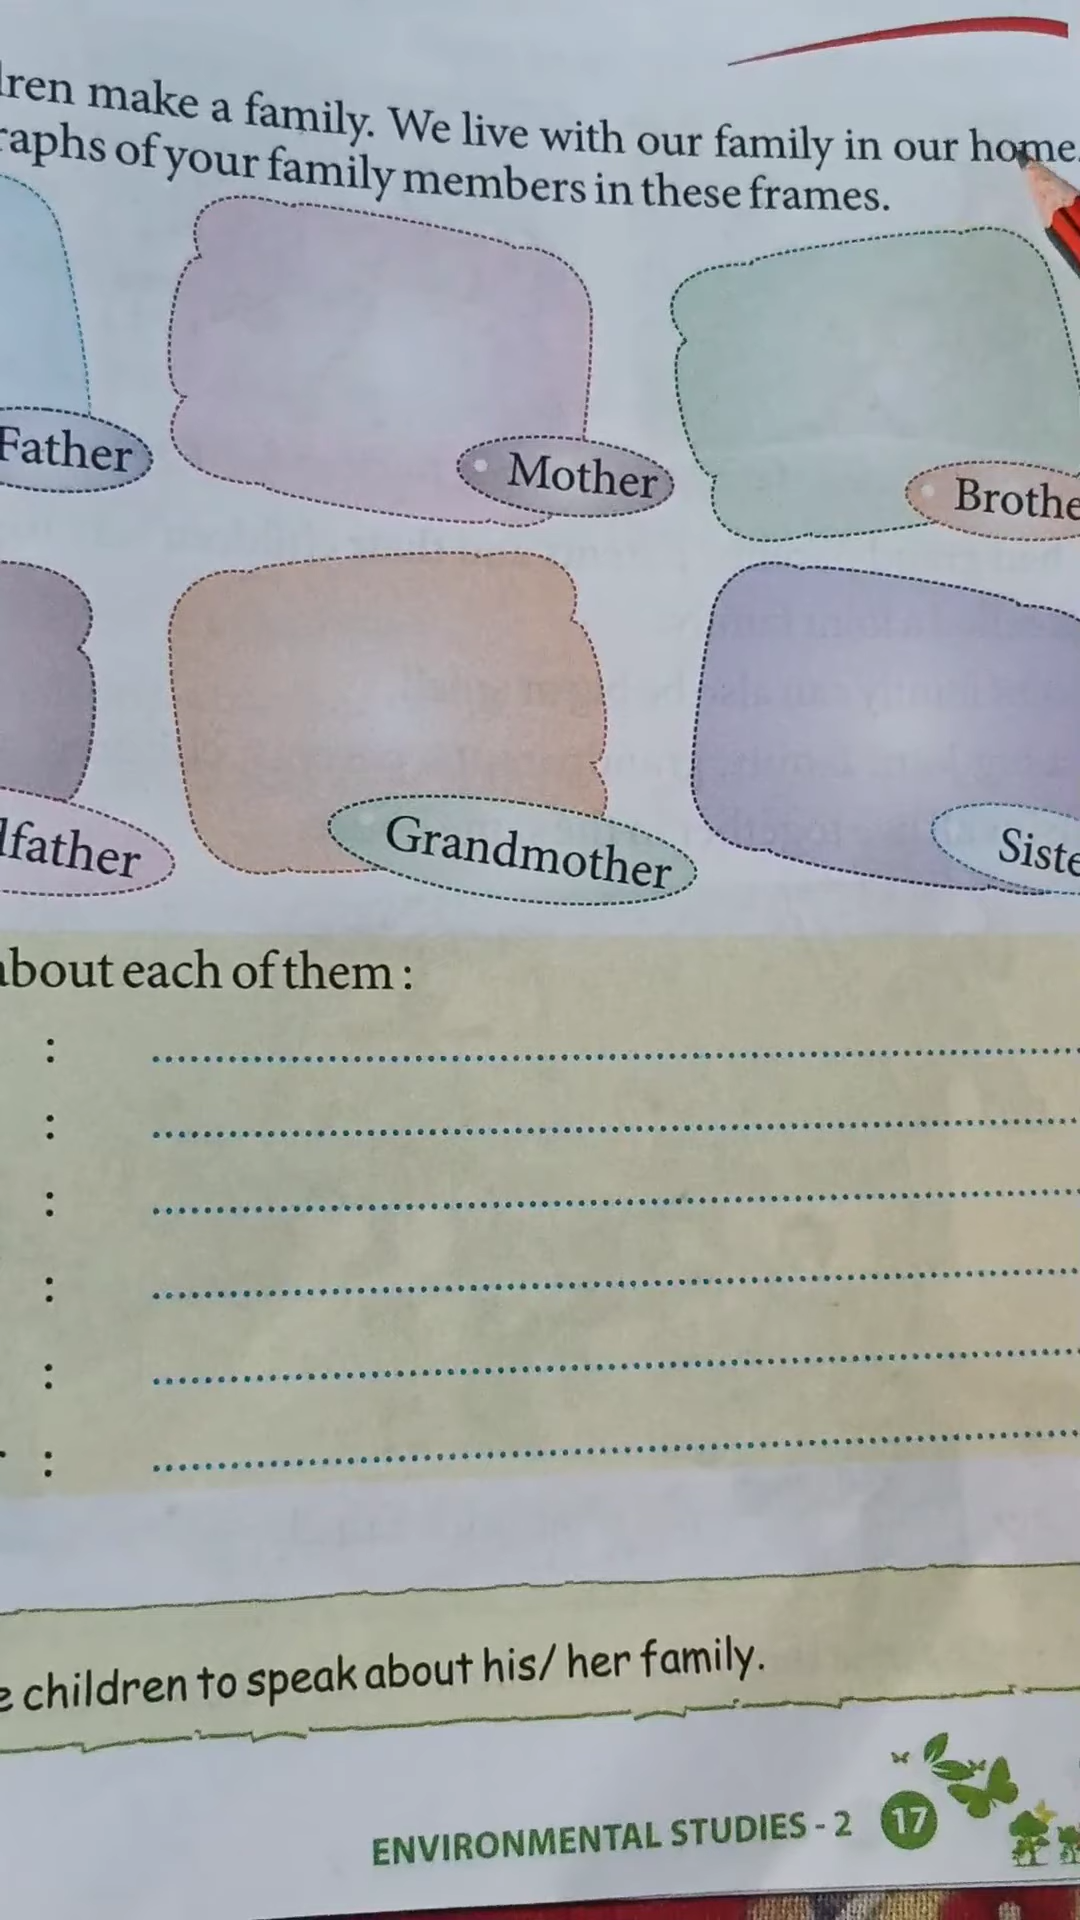 ren make a family. We live with our family in our home.
raphs of your family members in these frames.
Father
Mother
Brothe
lfather
Grandmother
Siste
about each of them :
:
:
:
:
:
:
e children to speak about his/ her family.
ENVIRONMENTAL STUDIES - 2 17